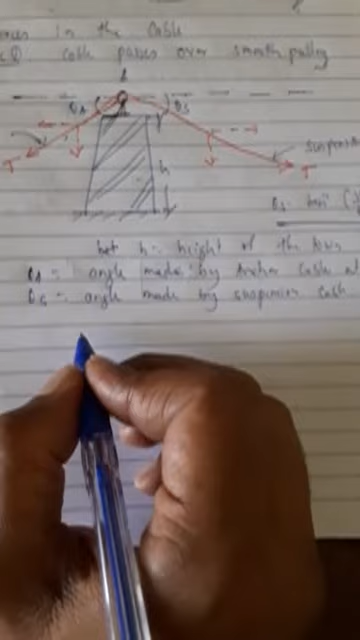 in the Cable
Cable passes over smooth pulley
θA
θs
T
T
h
let h = height of the tower
θA = angle made by Anchor Cable
θs = angle made by suspension Cable